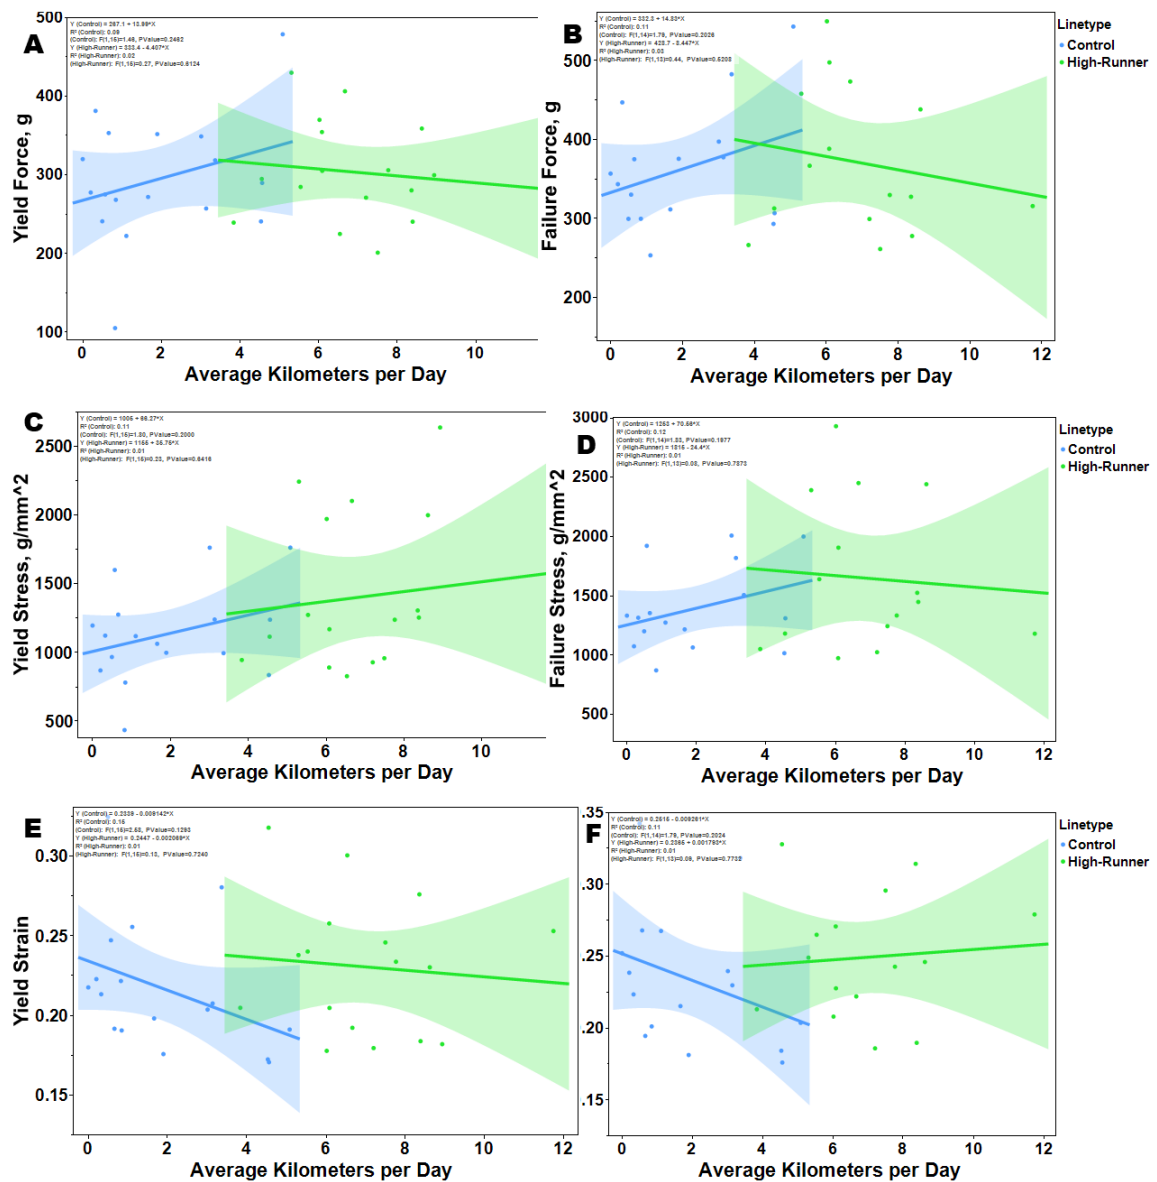 A
Y (Control) = 267.1 + 13.99*X
R² (Control): 0.09
(Control): F(1,15)=1.46, PValue=0.2462
Y (High-Runner) = 333.4 - 4.407*X
R² (High-Runner): 0.02
(High-Runner): F(1,15)=0.27, PValue=0.6124
500
400
300
200
100
Yield Force, g
0 2 4 6 8 10
Average Kilometers per Day
B
Y (Control) = 332.3 + 14.83*X
R² (Control): 0.11
(Control): F(1,14)=1.79, PValue=0.2026
Y (High-Runner) = 428.7 - 8.447*X
R² (High-Runner): 0.03
(High-Runner): F(1,13)=0.44, PValue=0.5203
500
400
300
200
Failure Force, g
0 2 4 6 8 10 12
Average Kilometers per Day
Linetype
Control
High-Runner
C
Y (Control) = 1005 + 66.27*X
R² (Control): 0.11
(Control): F(1,15)=1.80, PValue=0.2000
Y (High-Runner) = 1155 + 35.75*X
R² (High-Runner): 0.01
(High-Runner): F(1,15)=0.23, PValue=0.6416
2500
2000
1500
1000
500
Yield Stress, g/mm^2
0 2 4 6 8 10
Average Kilometers per Day
D
Y (Control) = 1253 + 70.56*X
R² (Control): 0.12
(Control): F(1,14)=1.83, PValue=0.1977
Y (High-Runner) = 1815 - 24.4*X
R² (High-Runner): 0.01
(High-Runner): F(1,13)=0.08, PValue=0.7873
3000
2500
2000
1500
1000
500
Failure Stress, g/mm^2
0 2 4 6 8 10 12
Average Kilometers per Day
Linetype
Control
High-Runner
E
Y (Control) = 0.2339 - 0.009142*X
R² (Control): 0.15
(Control): F(1,15)=2.58, PValue=0.1293
Y (High-Runner) = 0.2447 - 0.002069*X
R² (High-Runner): 0.01
(High-Runner): F(1,15)=0.13, PValue=0.7240
0.30
0.25
0.20
0.15
Yield Strain
0 2 4 6 8 10 12
Average Kilometers per Day
F
Y (Control) = 0.2515 - 0.009261*X
R² (Control): 0.11
(Control): F(1,14)=1.79, PValue=0.2024
Y (High-Runner) = 0.2365 + 0.001793*X
R² (High-Runner): 0.01
(High-Runner): F(1,13)=0.09, PValue=0.7733
.35
.30
.25
.20
.15
0 2 4 6 8 10 12
Average Kilometers per Day
Linetype
Control
High-Runner